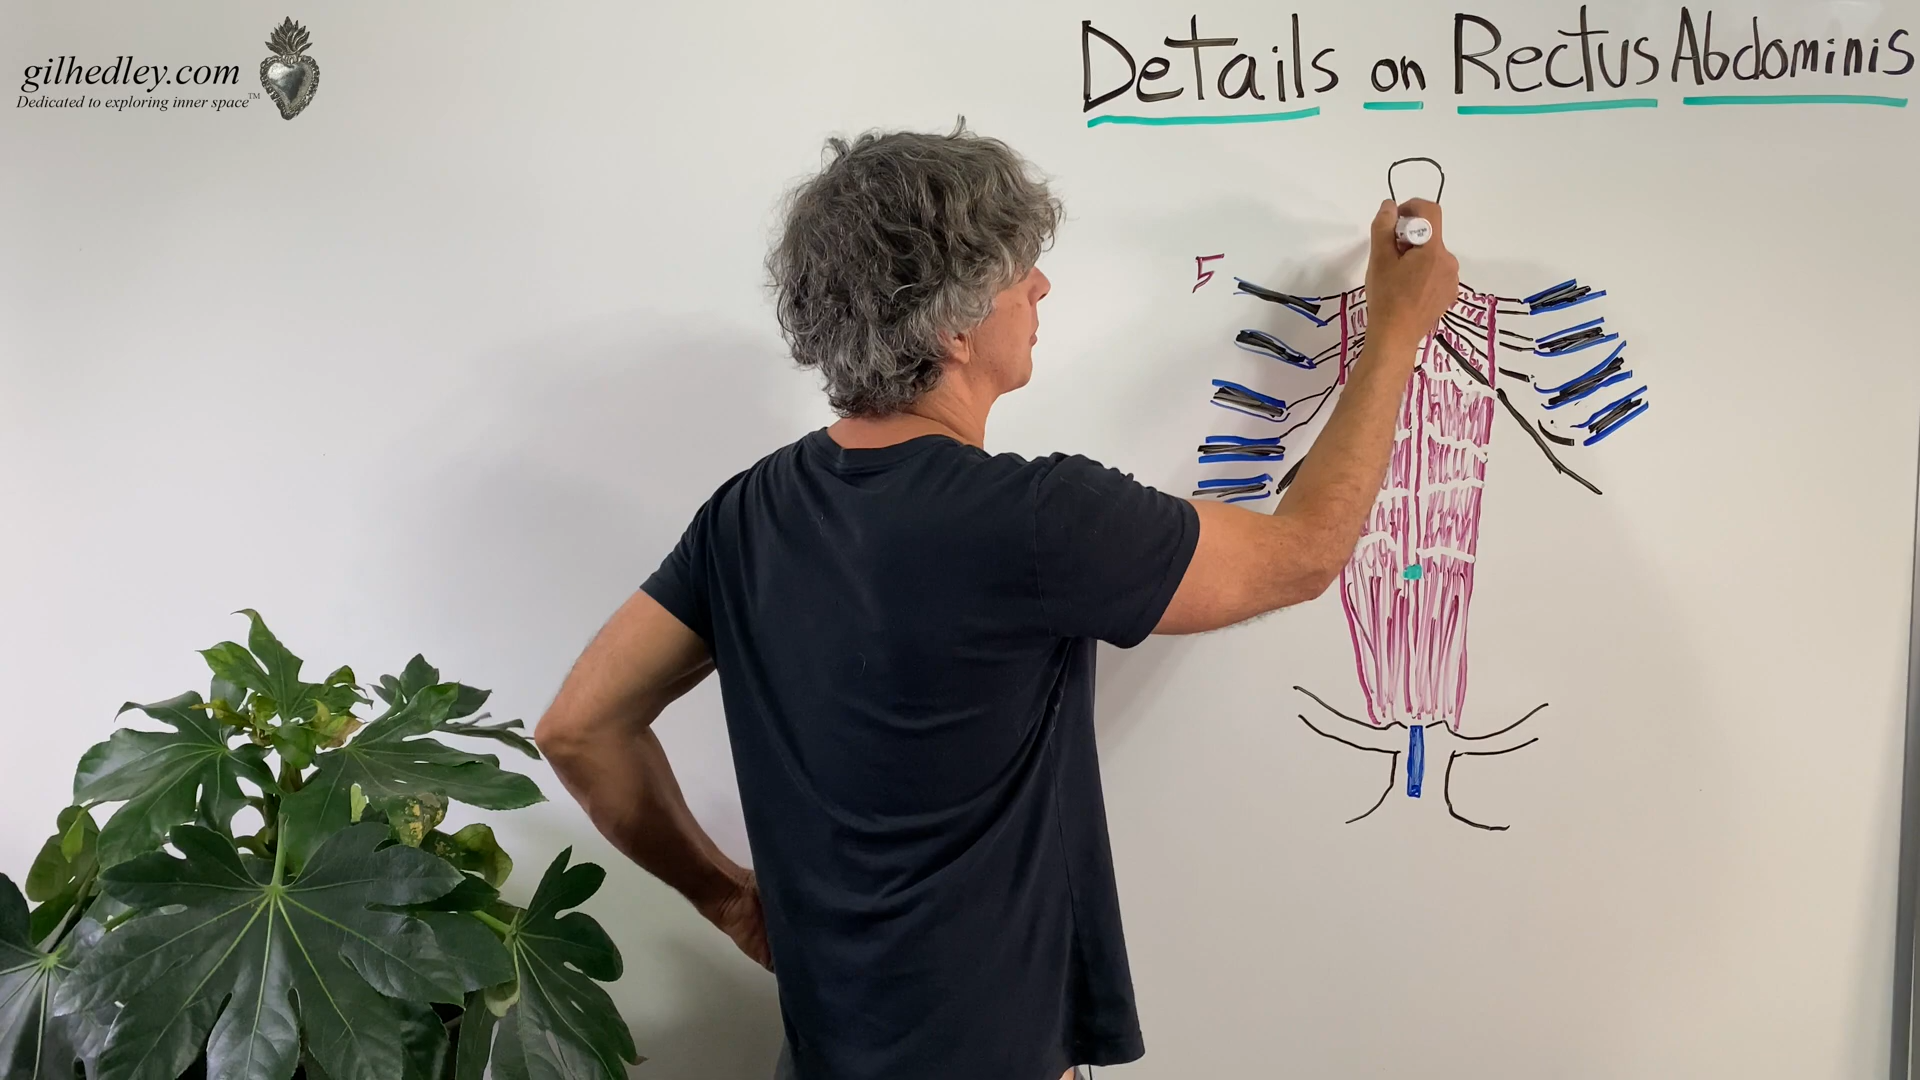 gilhedley.com
Dedicated to exploring inner space™
Details on Rectus Abdominis
5